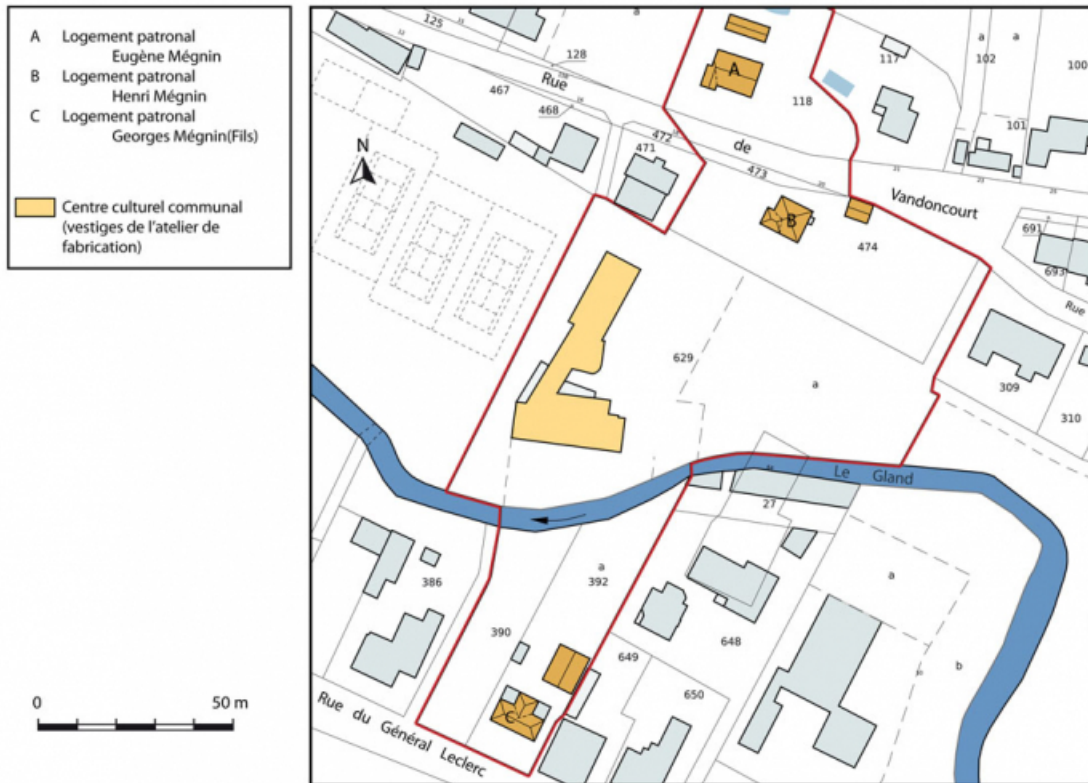 A Logement patronal
Eugène Mégnin
B Logement patronal
Henri Mégnin
C Logement patronal
Georges Mégnin(Fils)
Centre culturel communal
(vestiges de l'atelier de
fabrication)
0 50 m
N
125
128
Rue
de
Vandoncourt
467
468
472
471
473
A
118
117
a
a
a
102
100
101
B
474
691
693
Rue
309
310
629
a
Le Gland
27
a
392
386
390
648
649
650
a
b
C
Rue du Général Leclerc